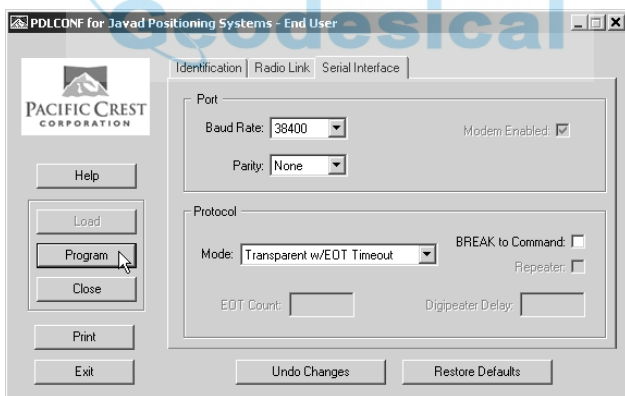 PDLCONF for Javad Positioning Systems - End User
Geodesical
Identification
Radio Link
Serial Interface
PACIFIC CREST
CORPORATION
Help
Load
Program
Close
Print
Exit
Port
Baud Rate: 38400
Modem Enabled:
Parity: None
Protocol
Mode: Transparent w/EOT Timeout
BREAK to Command:
Repeater:
EOT Count:
Digipeater Delay:
Undo Changes
Restore Defaults